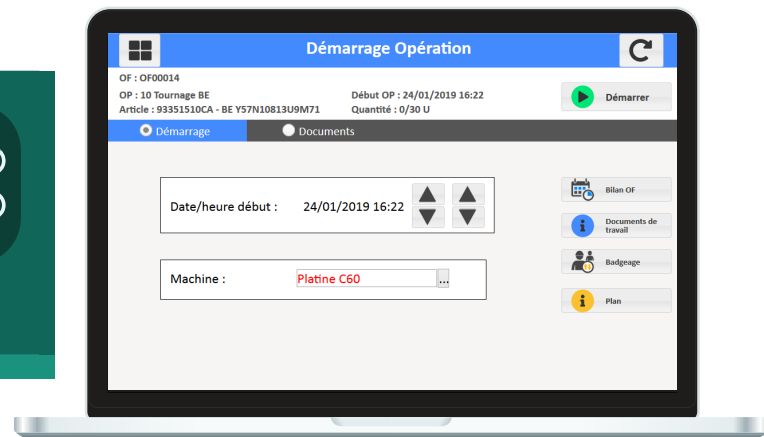 Démarrage Opération
OF : OF00014
OP : 10 Tournage BE
Début OP : 24/01/2019 16:22
Article : 93351510CA - BE Y57N10813U9M71
Quantité : 0/30 U
Démarrer
Démarrage
Documents
Date/heure début :
24/01/2019 16:22
Machine :
Platine C60
...
Bilan OF
Documents de
travail
Badgeage
Plan